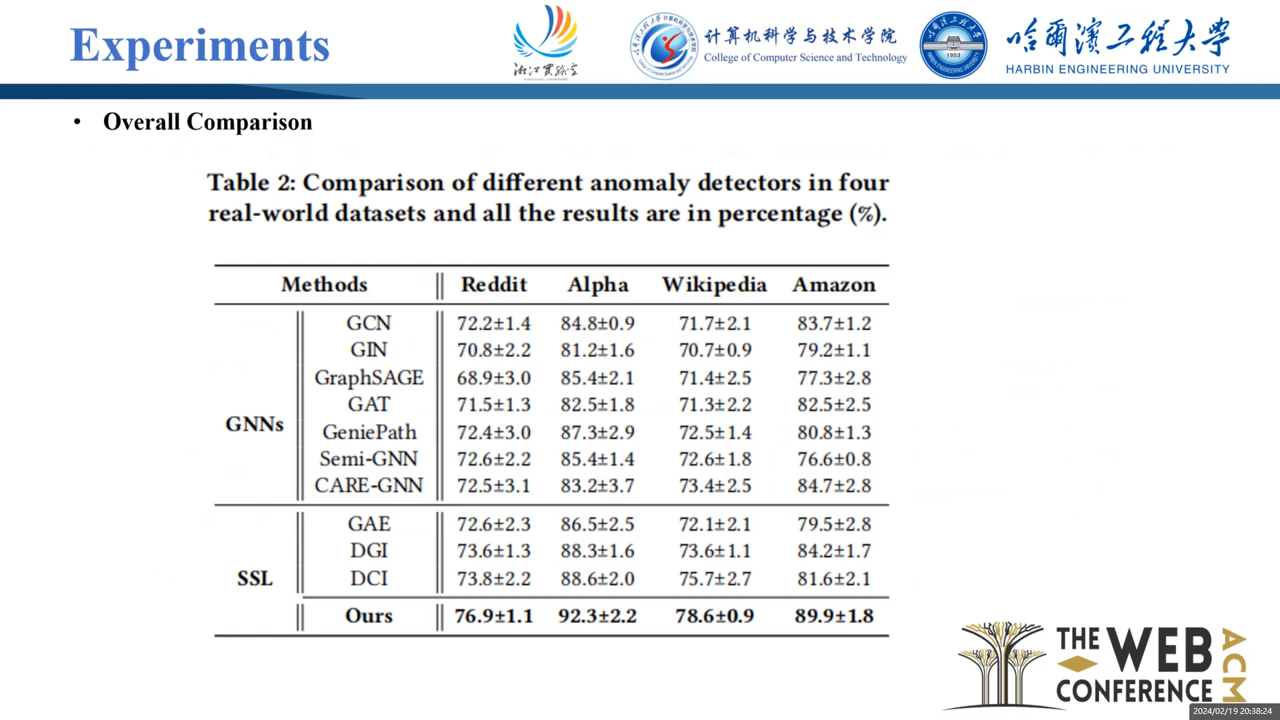 Experiments
浙江实验室
计算机科学与技术学院
College of Computer Science and Technology
1953
哈尔滨工程大学
HARBIN ENGINEERING UNIVERSITY
• Overall Comparison
Table 2: Comparison of different anomaly detectors in four
real-world datasets and all the results are in percentage (%).
Methods Reddit Alpha Wikipedia Amazon
GNNs
GCN 72.2±1.4 84.8±0.9 71.7±2.1 83.7±1.2
GIN 70.8±2.2 81.2±1.6 70.7±0.9 79.2±1.1
GraphSAGE 68.9±3.0 85.4±2.1 71.4±2.5 77.3±2.8
GAT 71.5±1.3 82.5±1.8 71.3±2.2 82.5±2.5
GeniePath 72.4±3.0 87.3±2.9 72.5±1.4 80.8±1.3
Semi-GNN 72.6±2.2 85.4±1.4 72.6±1.8 76.6±0.8
CARE-GNN 72.5±3.1 83.2±3.7 73.4±2.5 84.7±2.8
SSL
GAE 72.6±2.3 86.5±2.5 72.1±2.1 79.5±2.8
DGI 73.6±1.3 88.3±1.6 73.6±1.1 84.2±1.7
DCI 73.8±2.2 88.6±2.0 75.7±2.7 81.6±2.1
Ours 76.9±1.1 92.3±2.2 78.6±0.9 89.9±1.8
THE WEB
CONFERENCE
ACM
2024/02/19 20:38:24